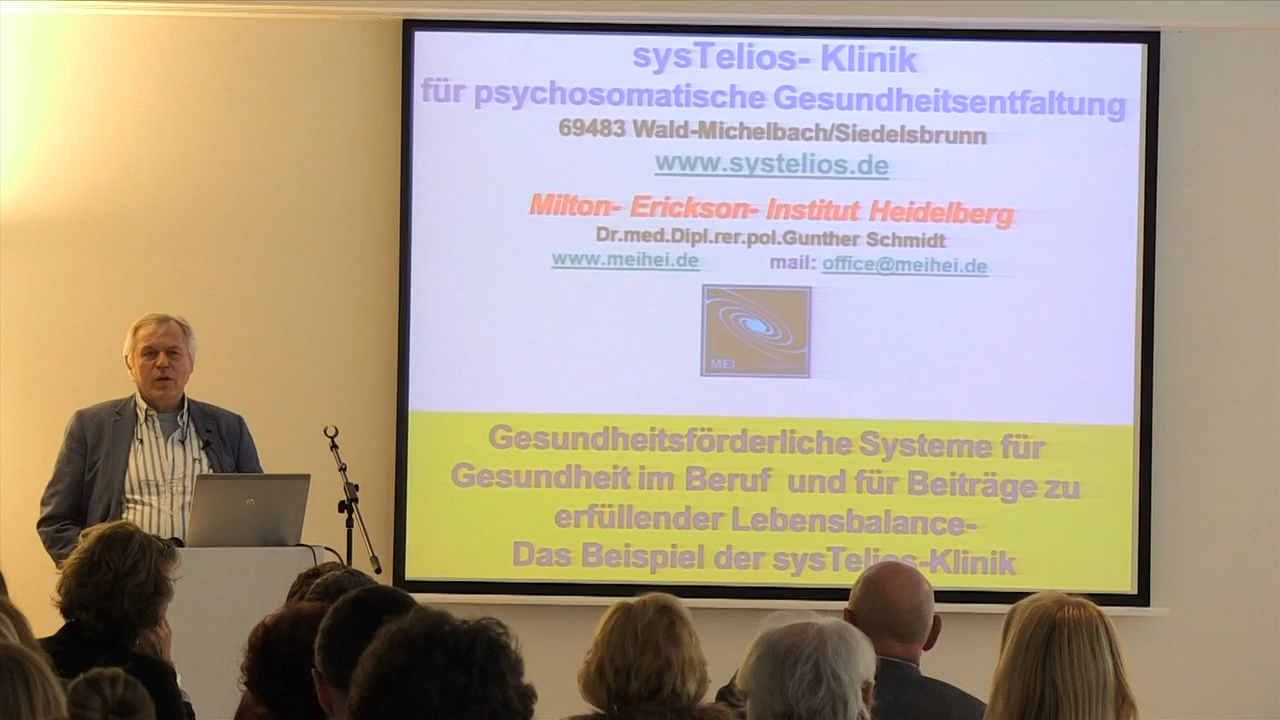 sysTelios- Klinik
für psychosomatische Gesundheitsentfaltung
69483 Wald-Michelbach/Siedelsbrunn
www.systelios.de
Milton- Erickson- Institut Heidelberg
Dr.med.Dipl.rer.pol.Gunther Schmidt
www.meihei.de mail: office@meihei.de
MEI
Gesundheitsförderliche Systeme für
Gesundheit im Beruf und für Beiträge zu
erfüllender Lebensbalance-
Das Beispiel der sysTelios-Klinik